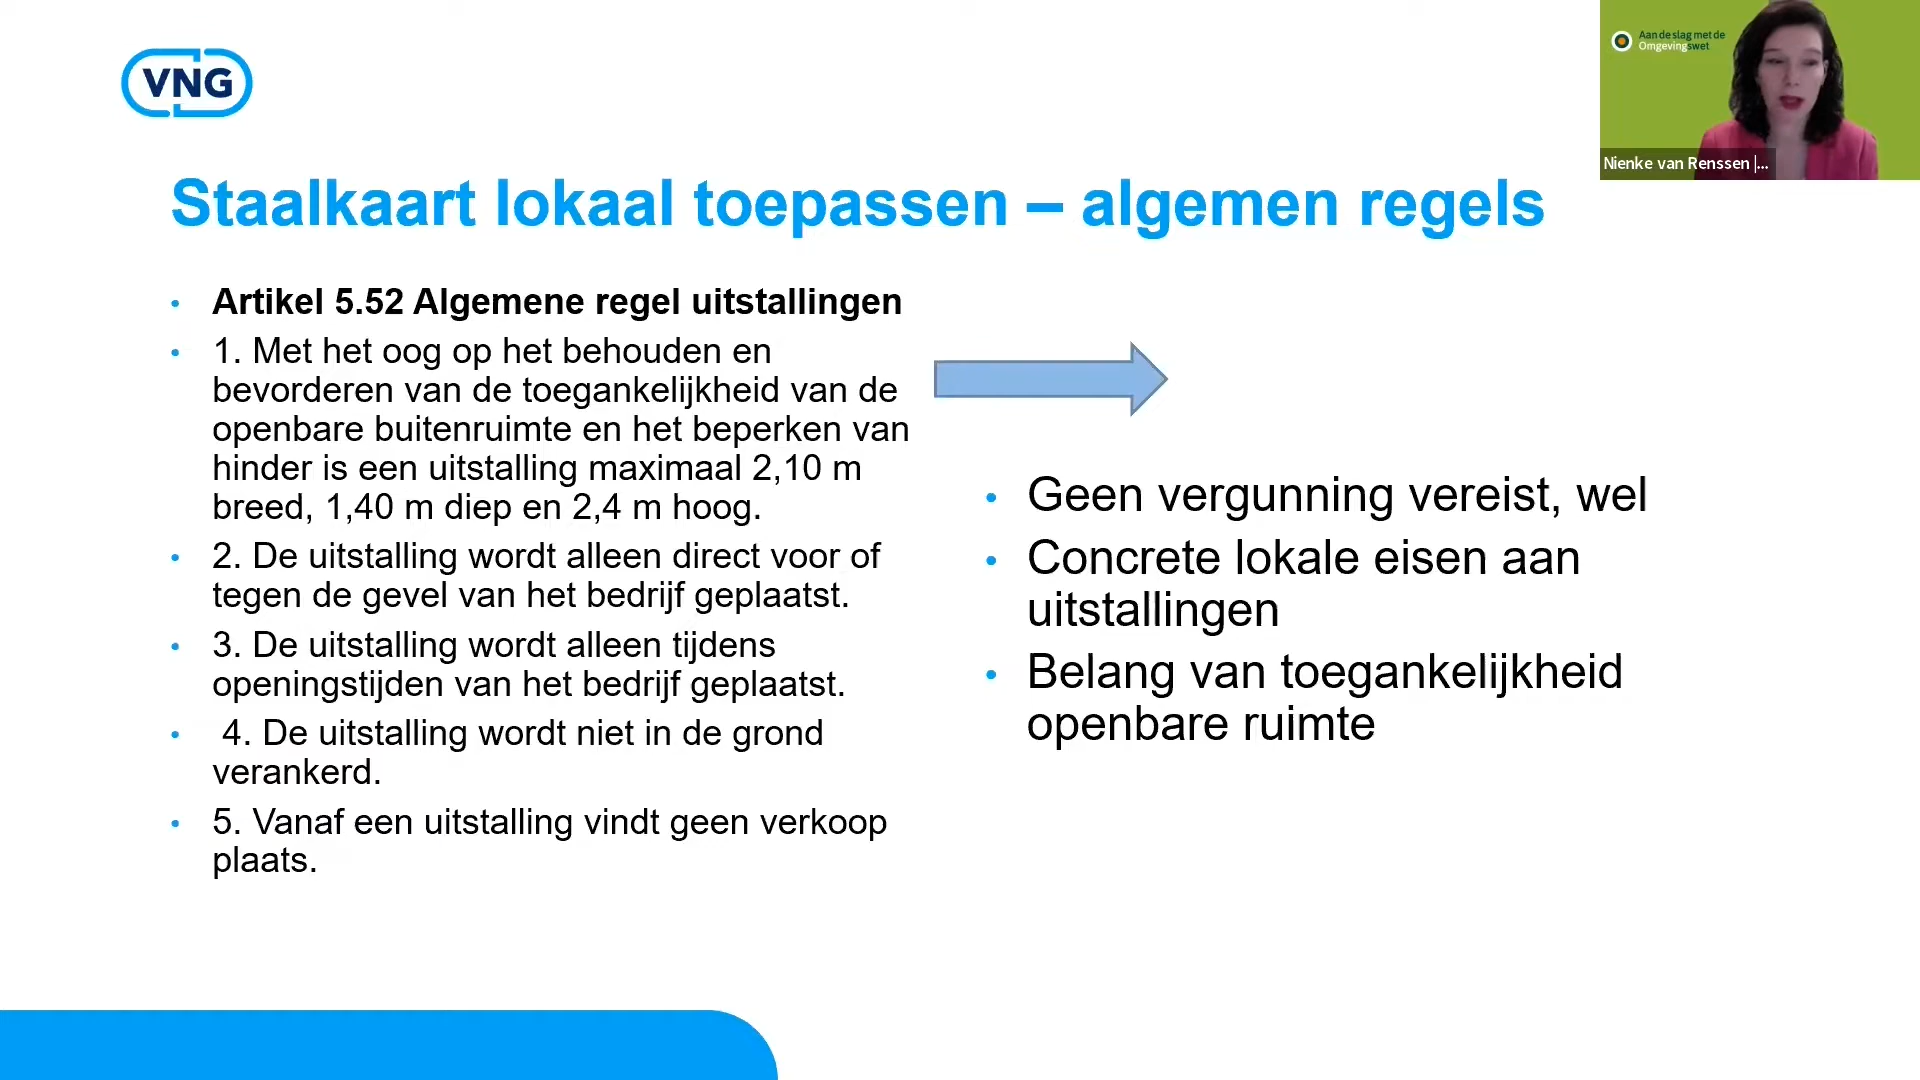 VNG
Aan de slag met de
Omgevingswet
Nienke van Renssen |...
Staalkaart lokaal toepassen – algemen regels
• Artikel 5.52 Algemene regel uitstallingen
• 1. Met het oog op het behouden en
bevorderen van de toegankelijkheid van de
openbare buitenruimte en het beperken van
hinder is een uitstalling maximaal 2,10 m
breed, 1,40 m diep en 2,4 m hoog.
• 2. De uitstalling wordt alleen direct voor of
tegen de gevel van het bedrijf geplaatst.
• 3. De uitstalling wordt alleen tijdens
openingstijden van het bedrijf geplaatst.
• 4. De uitstalling wordt niet in de grond
verankerd.
• 5. Vanaf een uitstalling vindt geen verkoop
plaats.
• Geen vergunning vereist, wel
• Concrete lokale eisen aan
uitstallingen
• Belang van toegankelijkheid
openbare ruimte